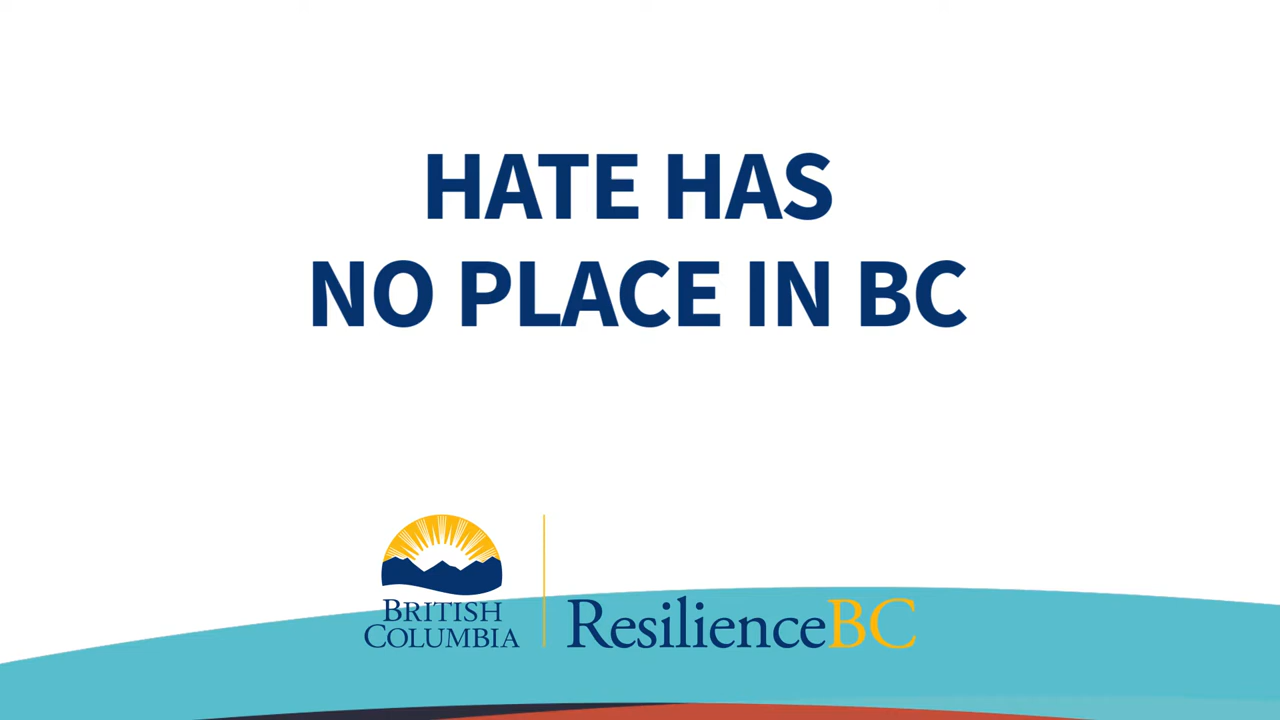 HATE HAS
NO PLACE IN BC
BRITISH
COLUMBIA
ResilienceBC